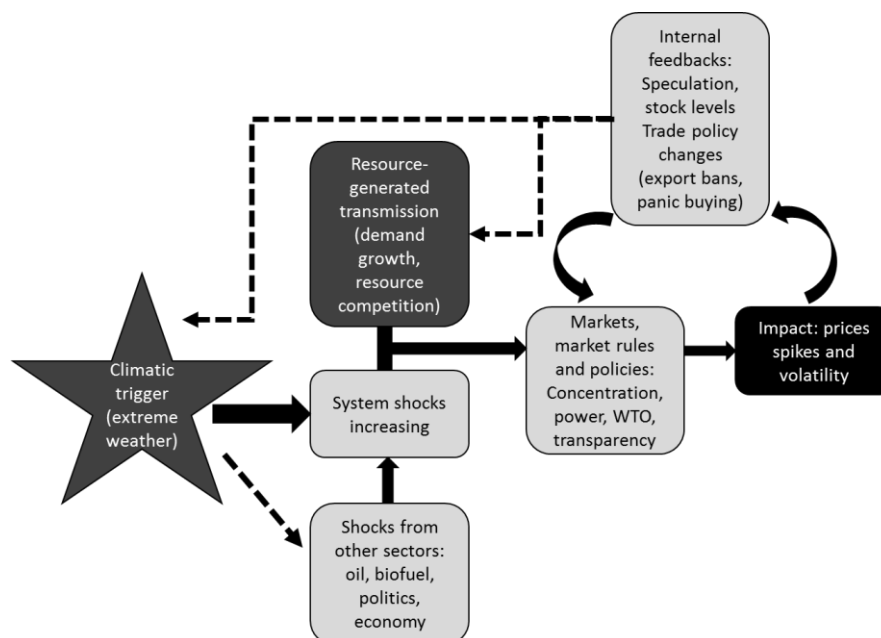 Internal
feedbacks:
Speculation,
stock levels
Trade policy
changes
(export bans,
panic buying)
Resource-
generated
transmission
(demand
growth,
resource
competition)
Climatic
trigger
(extreme
weather)
System shocks
increasing
Markets,
market rules
and policies:
Concentration,
power, WTO,
transparency
Impact: prices
spikes and
volatility
Shocks from
other sectors:
oil, biofuel,
politics,
economy